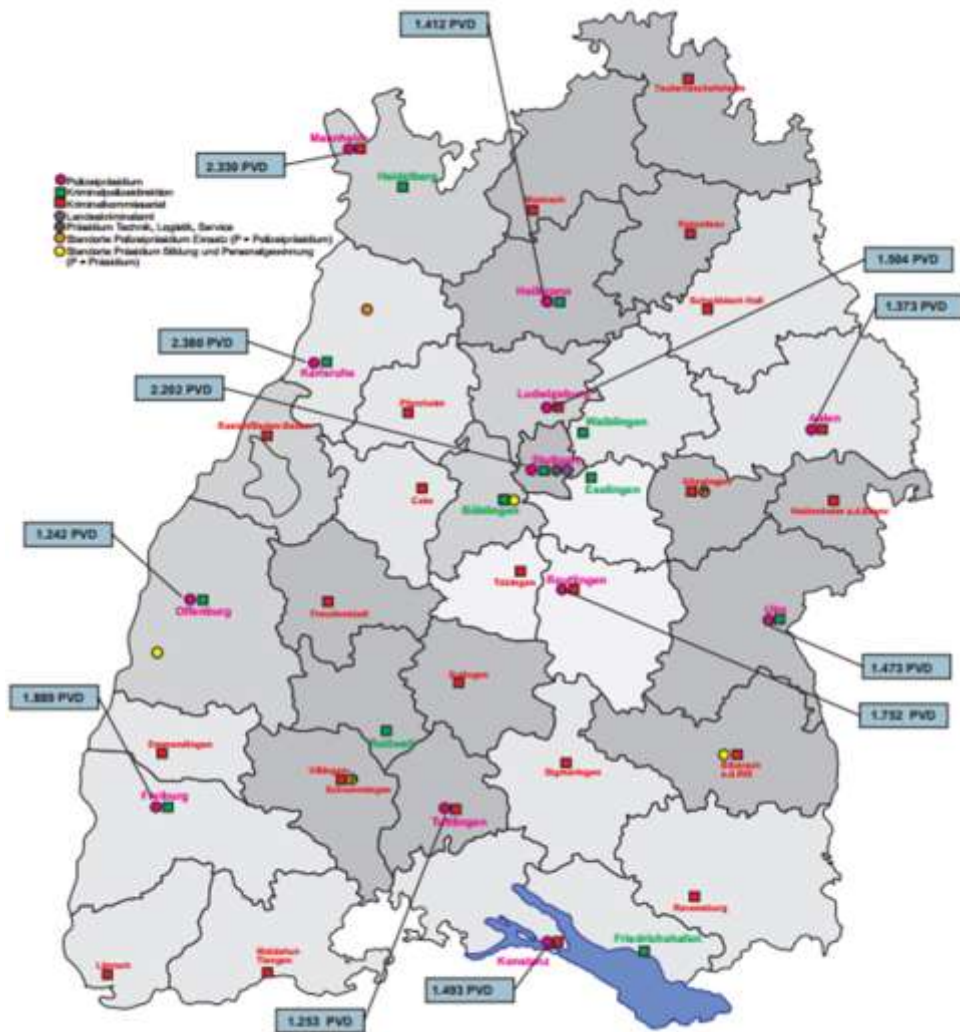 1.412 PVD
Tauberbischofsheim
Mannheim
2.330 PVD
Heidelberg
Polizeipräsidium
Kriminalpolizeidirektion
Kriminalkommissariat
Landeskriminalamt
Präsidium Technik, Logistik, Service
Standorte Polizeipräsidium Einsatz (P = Polizeipräsidium)
Standorte Präsidium Bildung und Personalgewinnung
(P = Präsidium)
Mosbach
Künzelsau
1.504 PVD
Heilbronn
Schwäbisch Hall
1.373 PVD
2.380 PVD
Karlsruhe
2.202 PVD
Pforzheim
Ludwigsburg
Waiblingen
Aalen
Stuttgart
Esslingen
Calw
Böblingen
Göppingen
1.242 PVD
Offenburg
Freudenstadt
Tübingen
Reutlingen
Ulm
1.473 PVD
1.889 PVD
Balingen
1.752 PVD
Rottweil
Emmendingen
Villingen
Schwenningen
Sigmaringen
Biberach
a.d.Riß
Freiburg
Tuttlingen
Ravensburg
Friedrichshafen
Konstanz
Lörrach
Waldshut
Tiengen
1.493 PVD
1.253 PVD